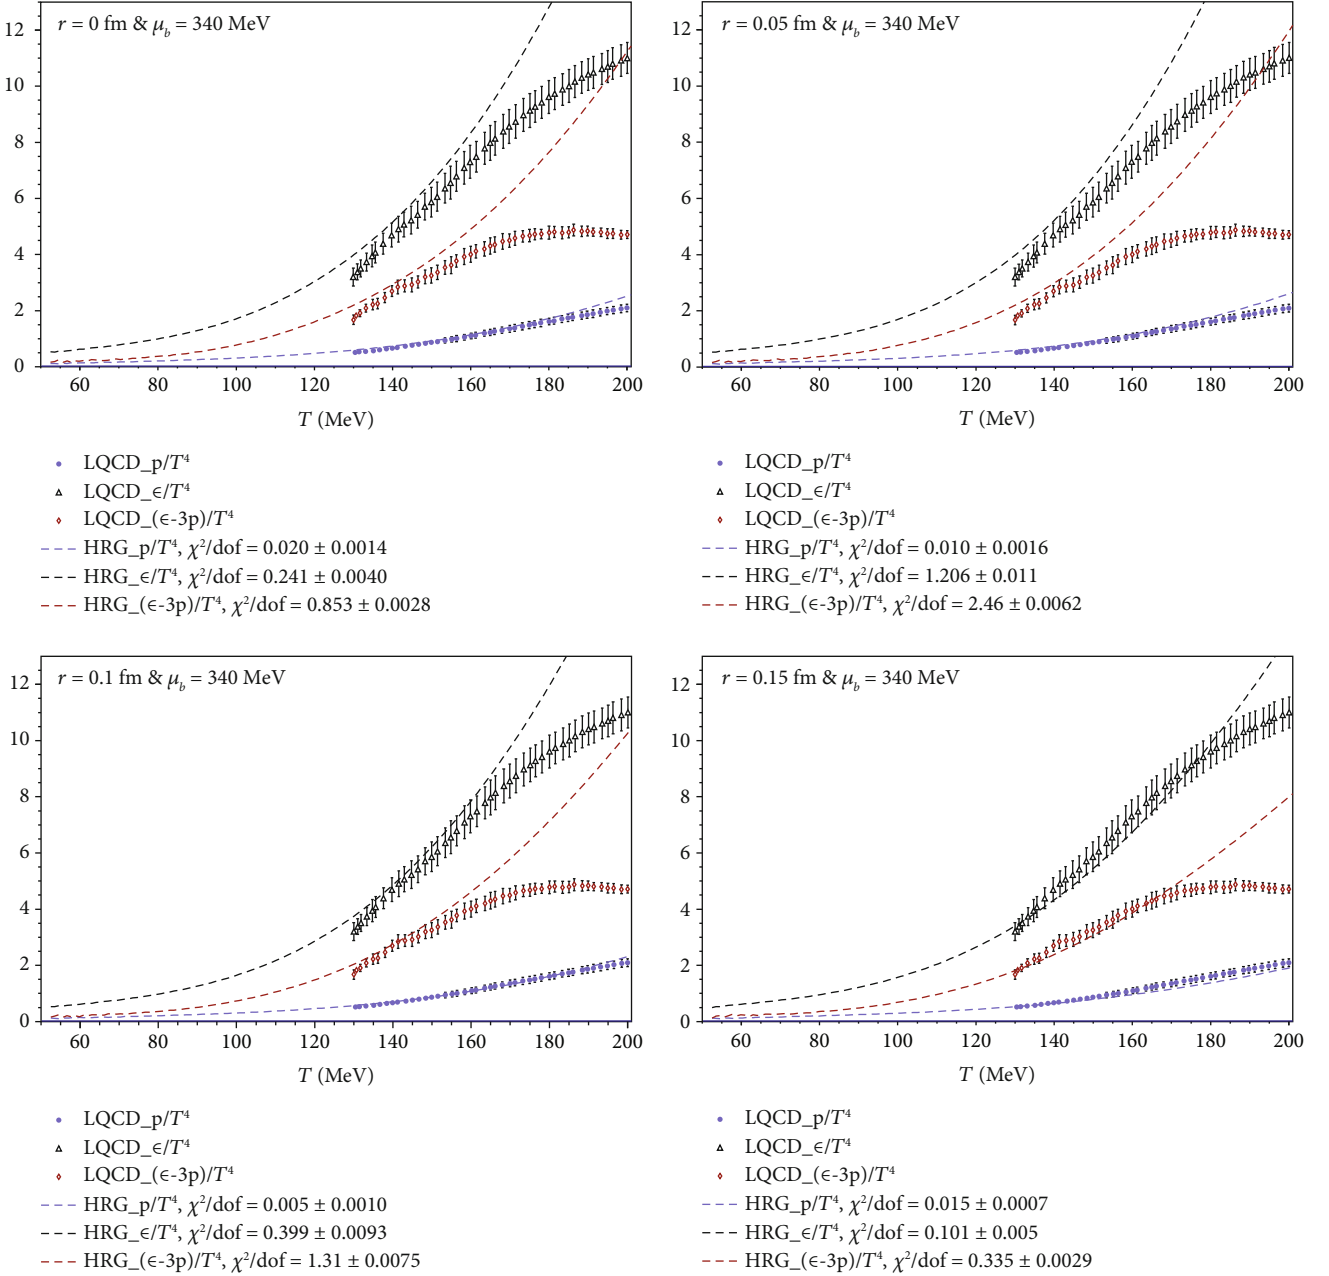 r = 0 fm & μ_b = 340 MeV
12
10
8
6
4
2
0
60 80 100 120 140 160 180 200
T (MeV)
LQCD_p/T⁴
LQCD_ϵ/T⁴
LQCD_(ϵ-3p)/T⁴
HRG_p/T⁴, χ²/dof = 0.020 ± 0.0014
HRG_ϵ/T⁴, χ²/dof = 0.241 ± 0.0040
HRG_(ϵ-3p)/T⁴, χ²/dof = 0.853 ± 0.0028
r = 0.05 fm & μ_b = 340 MeV
12
10
8
6
4
2
0
60 80 100 120 140 160 180 200
T (MeV)
LQCD_p/T⁴
LQCD_ϵ/T⁴
LQCD_(ϵ-3p)/T⁴
HRG_p/T⁴, χ²/dof = 0.010 ± 0.0016
HRG_ϵ/T⁴, χ²/dof = 1.206 ± 0.011
HRG_(ϵ-3p)/T⁴, χ²/dof = 2.46 ± 0.0062
r = 0.1 fm & μ_b = 340 MeV
12
10
8
6
4
2
0
60 80 100 120 140 160 180 200
T (MeV)
LQCD_p/T⁴
LQCD_ϵ/T⁴
LQCD_(ϵ-3p)/T⁴
HRG_p/T⁴, χ²/dof = 0.005 ± 0.0010
HRG_ϵ/T⁴, χ²/dof = 0.399 ± 0.0093
HRG_(ϵ-3p)/T⁴, χ²/dof = 1.31 ± 0.0075
r = 0.15 fm & μ_b = 340 MeV
12
10
8
6
4
2
0
60 80 100 120 140 160 180 200
T (MeV)
LQCD_p/T⁴
LQCD_ϵ/T⁴
LQCD_(ϵ-3p)/T⁴
HRG_p/T⁴, χ²/dof = 0.015 ± 0.0007
HRG_ϵ/T⁴, χ²/dof = 0.101 ± 0.005
HRG_(ϵ-3p)/T⁴, χ²/dof = 0.335 ± 0.0029